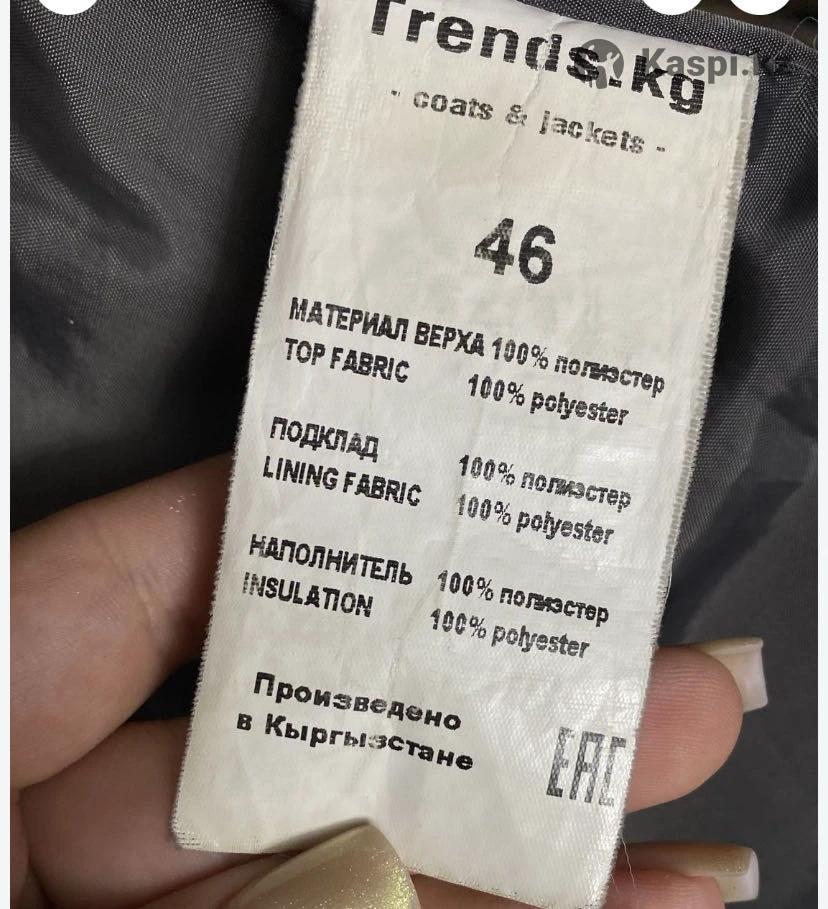 Trends.kg
Kaspi.kz
- coats & jackets -
46
МАТЕРИАЛ ВЕРХА 100% полиэстер
TOP FABRIC 100% polyester
ПОДКЛАД 100% полиэстер
LINING FABRIC 100% polyester
НАПОЛНИТЕЛЬ 100% полиэстер
INSULATION 100% polyester
Произведено
в Кыргызстане
EAC